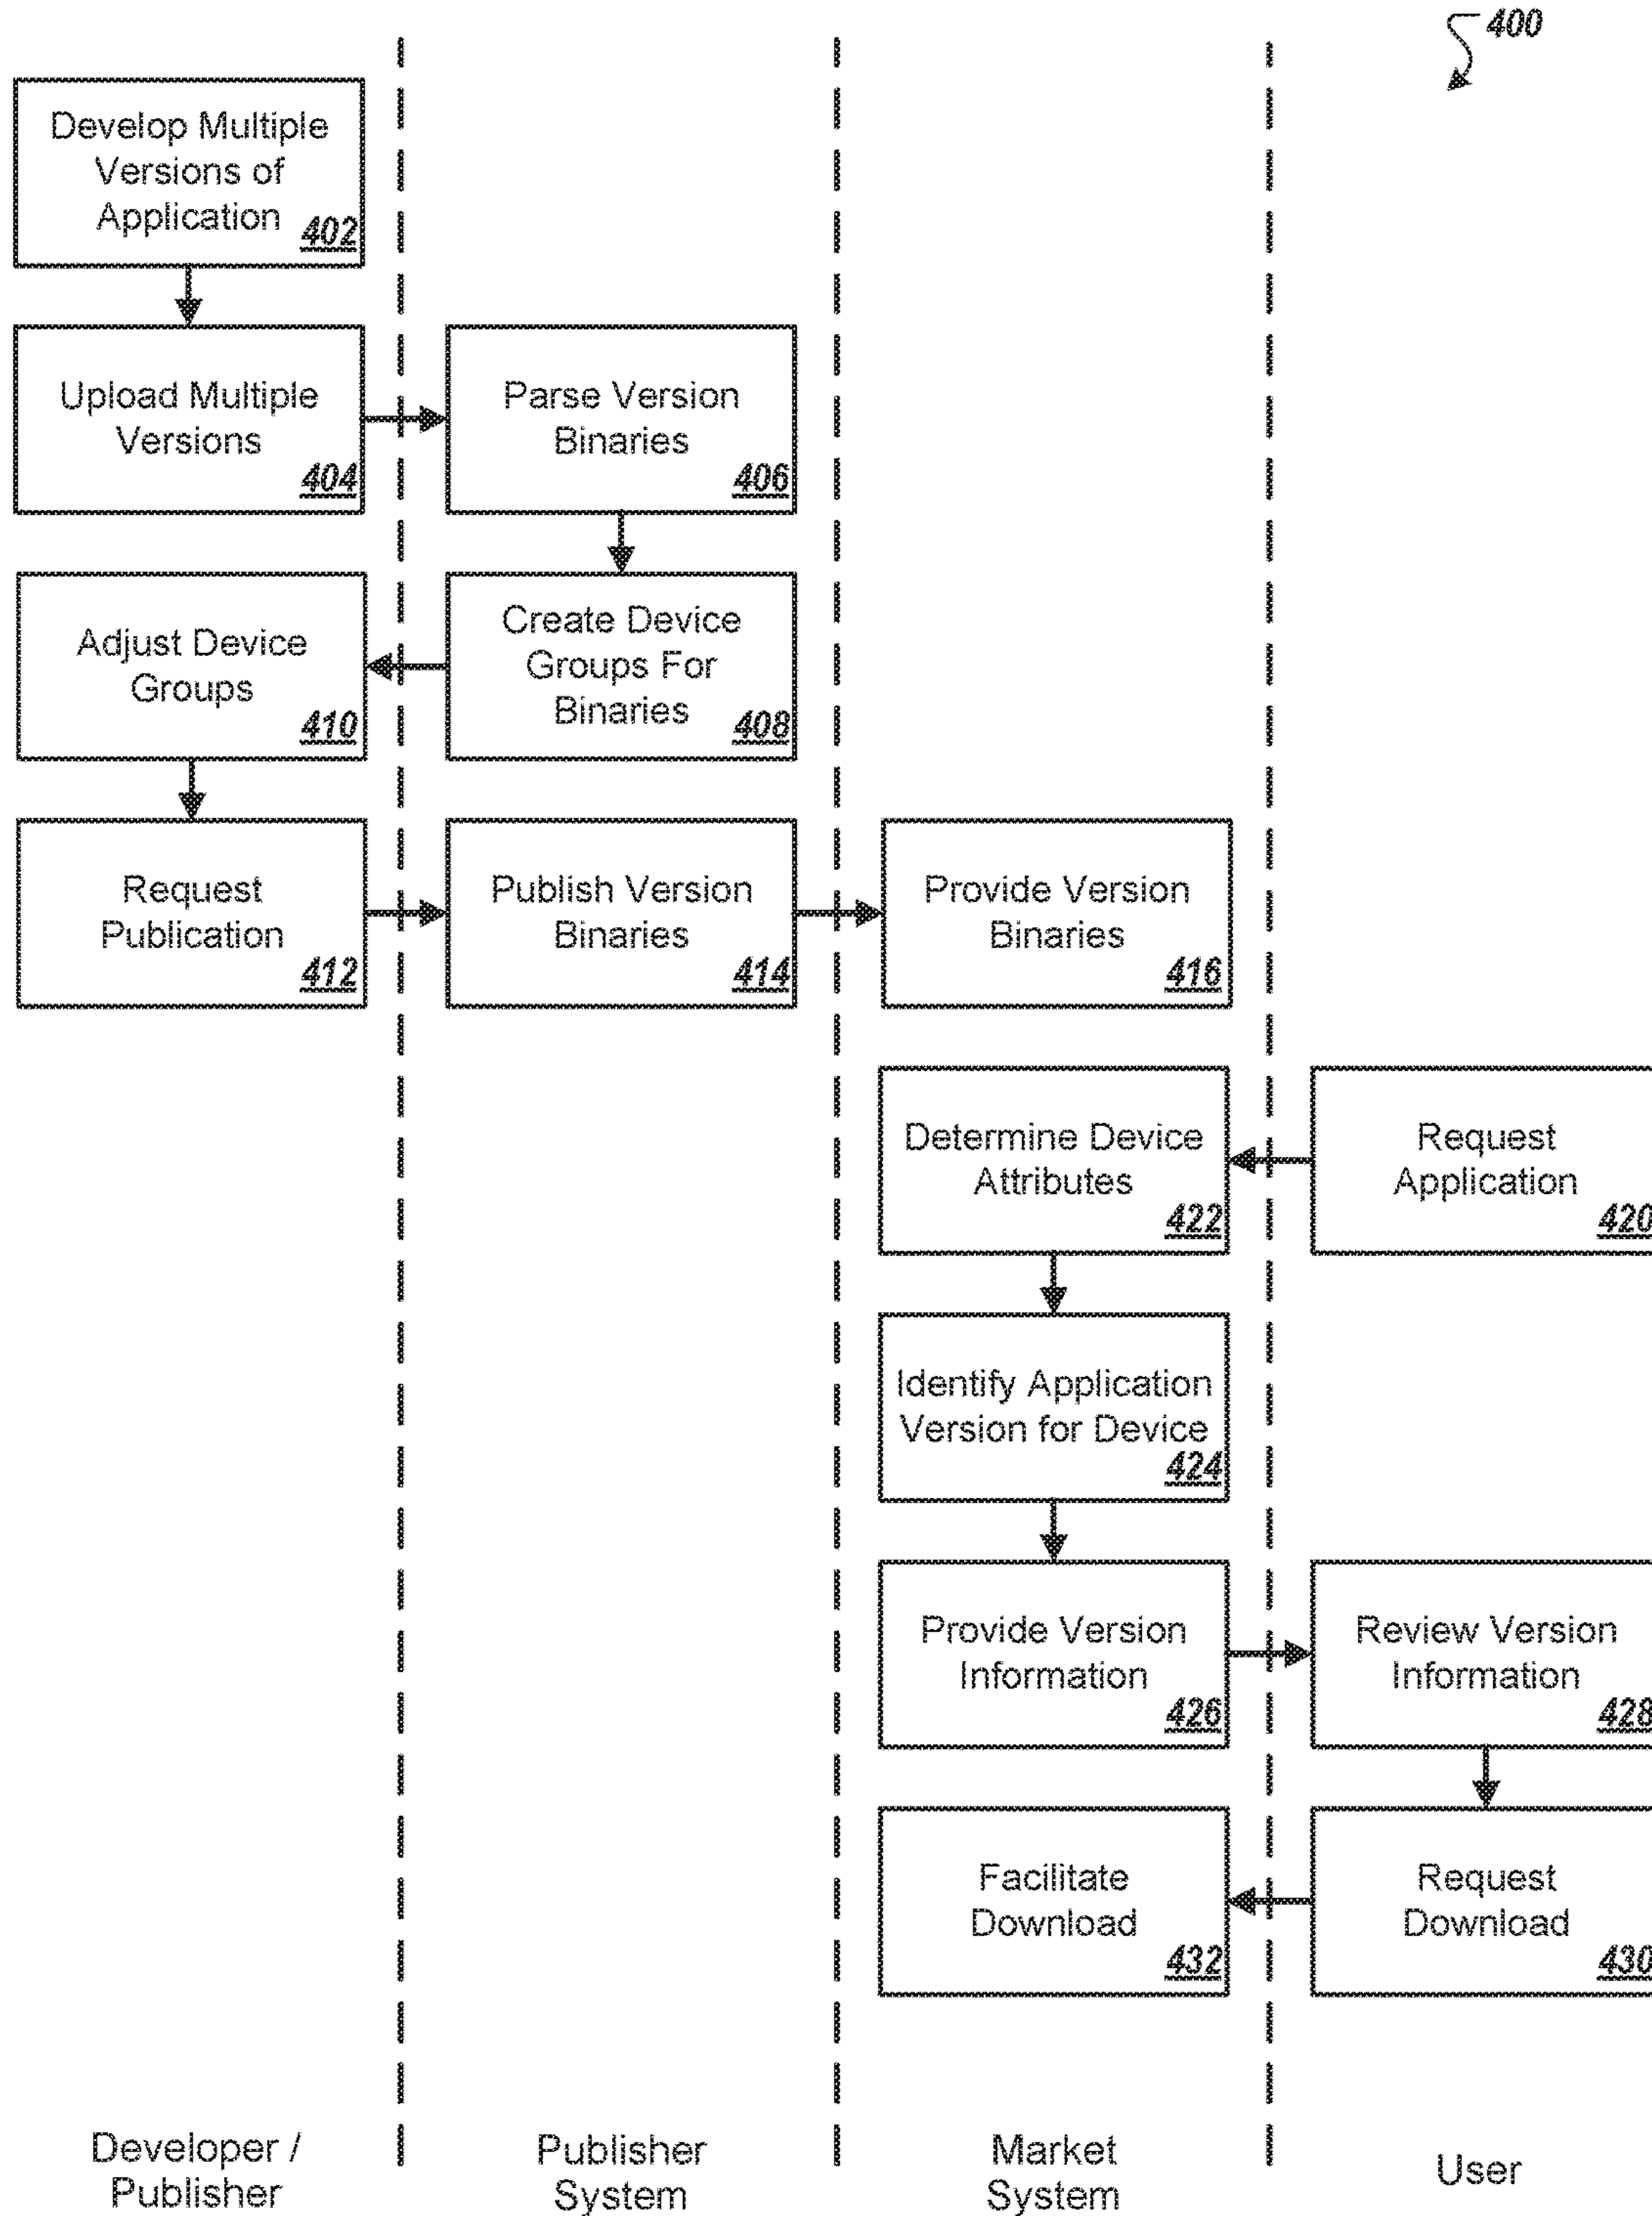 400
Develop Multiple
Versions of
Application
402
Upload Multiple
Versions
404
Parse Version
Binaries
406
Adjust Device
Groups
410
Create Device
Groups For
Binaries
408
Request
Publication
412
Publish Version
Binaries
414
Provide Version
Binaries
416
Determine Device
Attributes
422
Request
Application
420
Identify Application
Version for Device
424
Provide Version
Information
426
Review Version
Information
428
Facilitate
Download
432
Request
Download
430
Developer /
Publisher
Publisher
System
Market
System
User